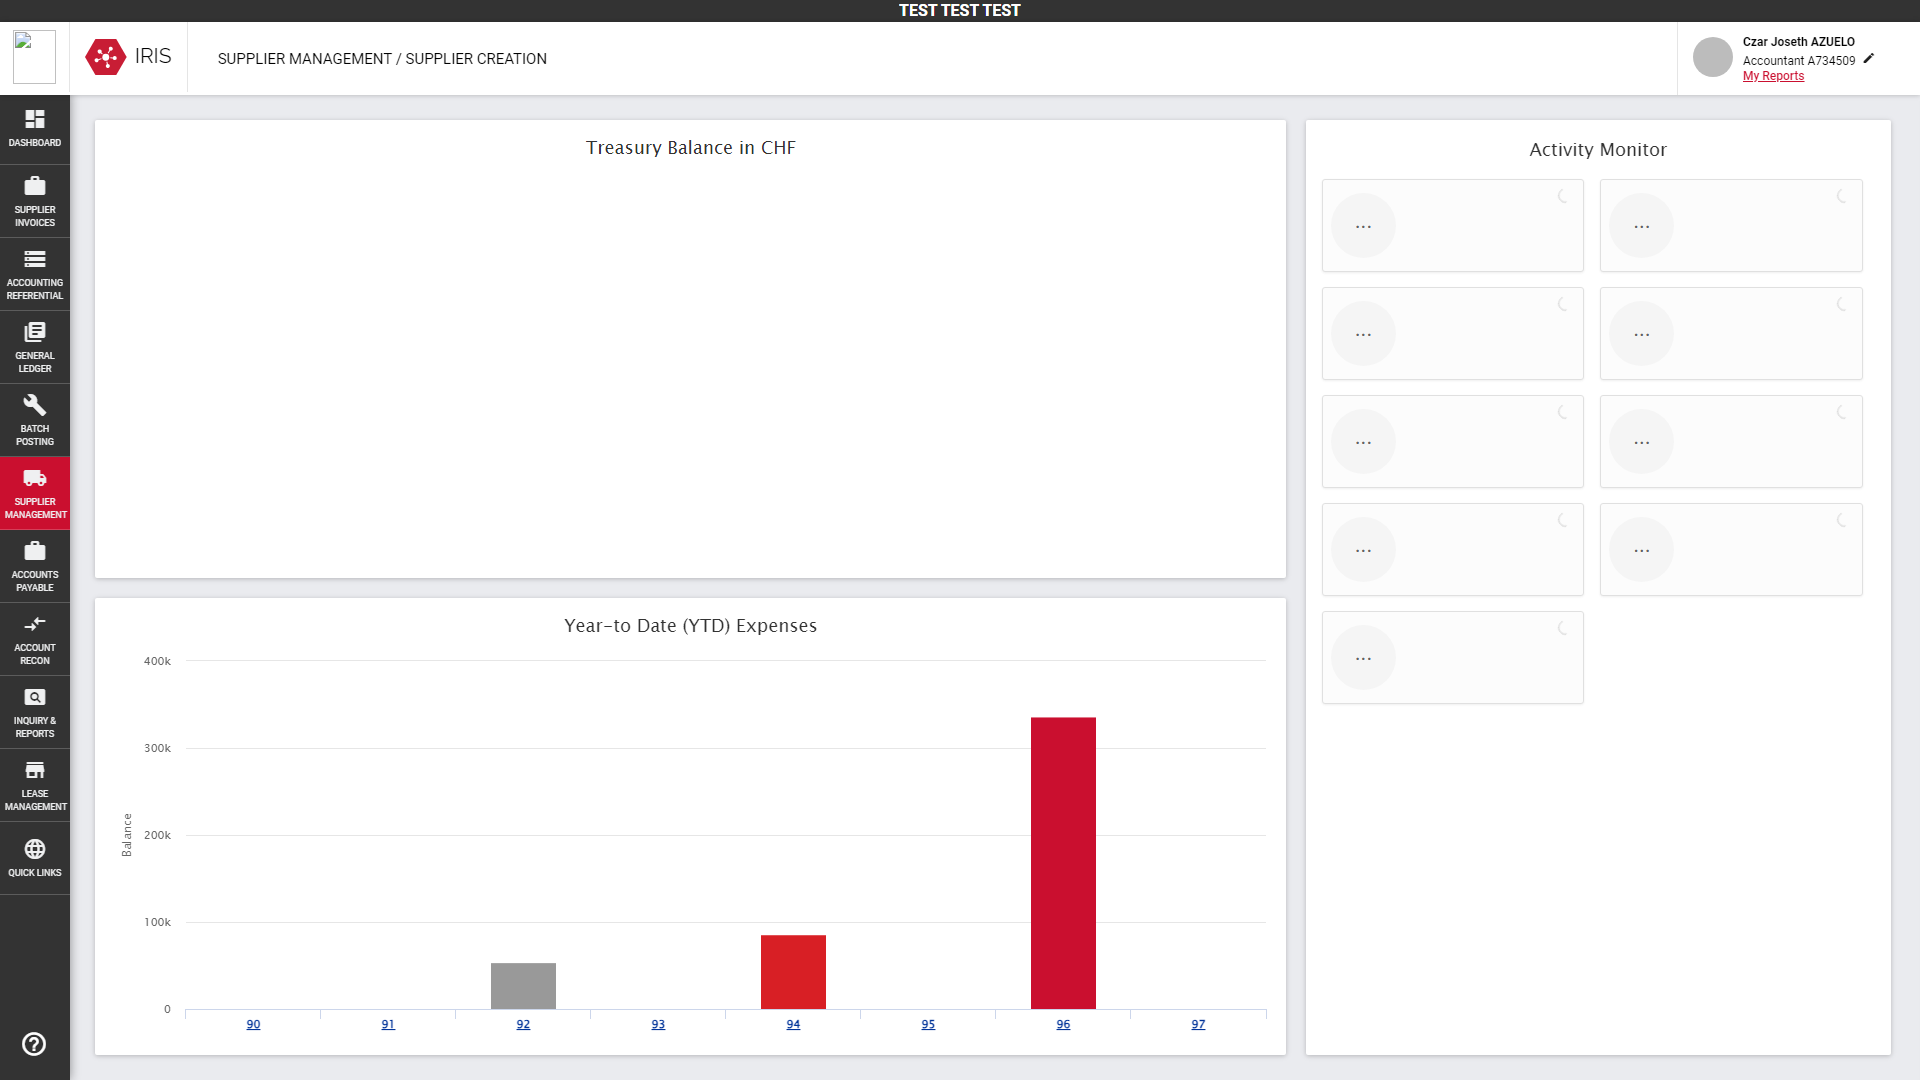 TEST TEST TEST
IRIS
SUPPLIER MANAGEMENT / SUPPLIER CREATION
Czar Joseth AZUELO
Accountant A734509
My Reports
DASHBOARD
SUPPLIER
INVOICES
ACCOUNTING
REFERENTIAL
GENERAL
LEDGER
BATCH
POSTING
SUPPLIER
MANAGEMENT
ACCOUNTS
PAYABLE
ACCOUNT
RECON
INQUIRY &
REPORTS
LEASE
MANAGEMENT
QUICK LINKS
Treasury Balance in CHF
Year-to Date (YTD) Expenses
Balance
400k
300k
200k
100k
0
90 91 92 93 94 95 96 97
Activity Monitor
... ...
... ...
... ...
... ...
...